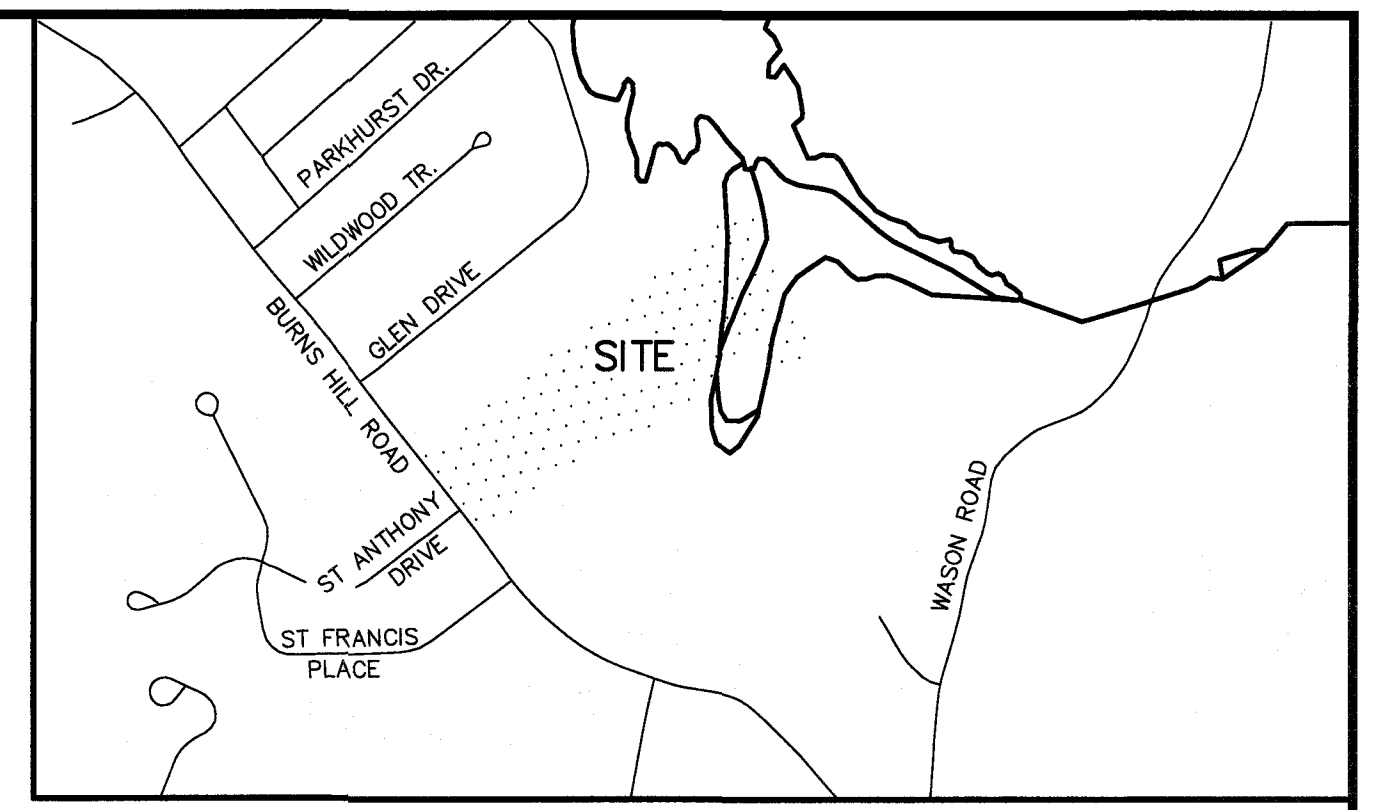 PARKHURST DR.
WILDWOOD TR.
GLEN DRIVE
BURNS HILL ROAD
SITE
ST ANTHONY
DRIVE
ST FRANCIS
PLACE
WASON ROAD